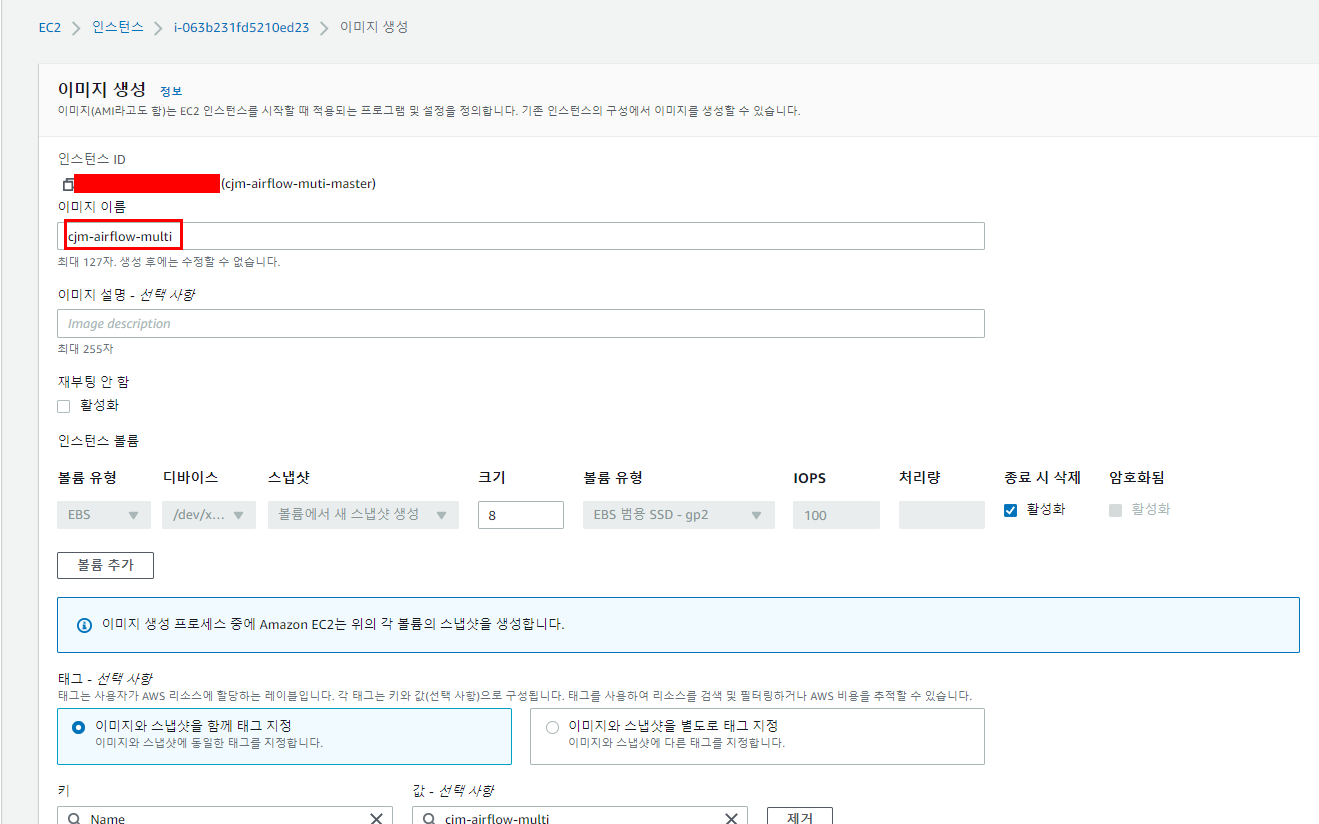 EC2 > 인스턴스 > i-063b231fd5210ed23 > 이미지 생성
이미지 생성 정보
이미지(AMI라고도 함)는 EC2 인스턴스를 시작할 때 적용되는 프로그램 및 설정을 정의합니다. 기존 인스턴스의 구성에서 이미지를 생성할 수 있습니다.
인스턴스 ID
(cjm-airflow-muti-master)
이미지 이름
cjm-airflow-multi
최대 127자. 생성 후에는 수정할 수 없습니다.
이미지 설명 - 선택 사항
Image description
최대 255자
재부팅 안 함
활성화
인스턴스 볼륨
볼륨 유형 디바이스 스냅샷 크기 볼륨 유형 IOPS 처리량 종료 시 삭제 암호화됨
EBS /dev/x... 볼륨에서 새 스냅샷 생성 8 EBS 범용 SSD - gp2 100 활성화 활성화
볼륨 추가
이미지 생성 프로세스 중에 Amazon EC2는 위의 각 볼륨의 스냅샷을 생성합니다.
태그 - 선택 사항
태그는 사용자가 AWS 리소스에 할당하는 레이블입니다. 각 태그는 키와 값(선택 사항)으로 구성됩니다. 태그를 사용하여 리소스를 검색 및 필터링하거나 AWS 비용을 추적할 수 있습니다.
이미지와 스냅샷을 함께 태그 지정 이미지와 스냅샷을 별도로 태그 지정
이미지와 스냅샷에 동일한 태그를 지정합니다. 이미지와 스냅샷에 다른 태그를 지정합니다.
키 값 - 선택 사항
Name cjm-airflow-multi 제거